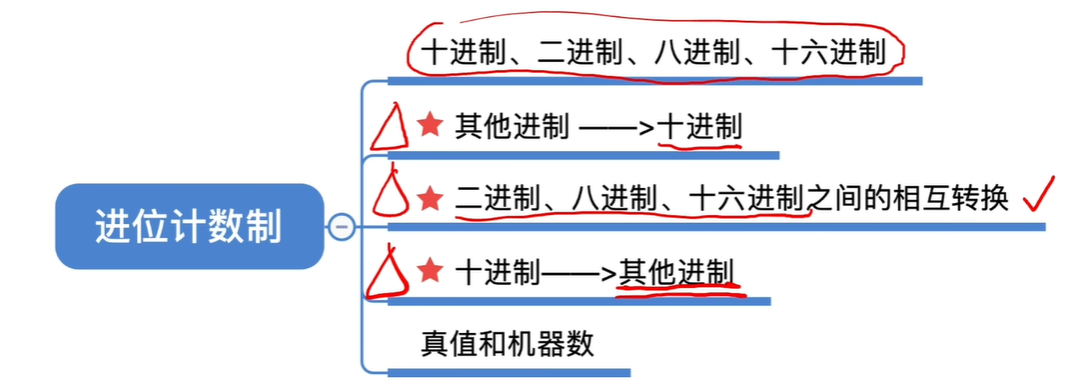 十进制、二进制、八进制、十六进制
★ 其他进制 ——>十进制
进位计数制
★ 二进制、八进制、十六进制之间的相互转换
★ 十进制——>其他进制
真值和机器数